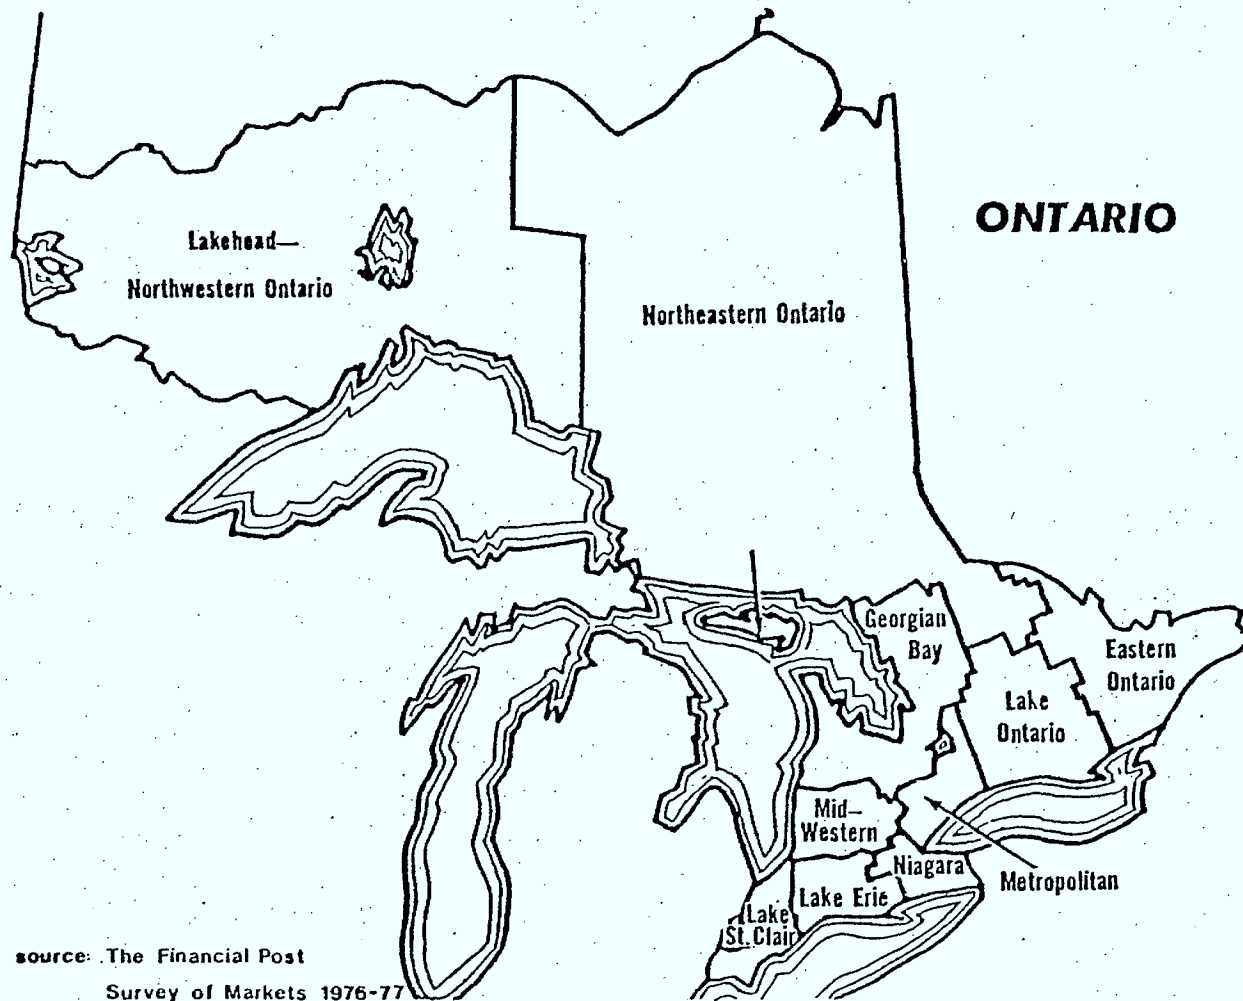 ONTARIO
Lakehead—
Northwestern Ontario
Northeastern Ontario
Georgian
Bay
Eastern
Ontario
Lake
Ontario
Mid—
Western
Niagara
Metropolitan
Lake Erie
Lake
St. Clair
source: The Financial Post
Survey of Markets 1976-77